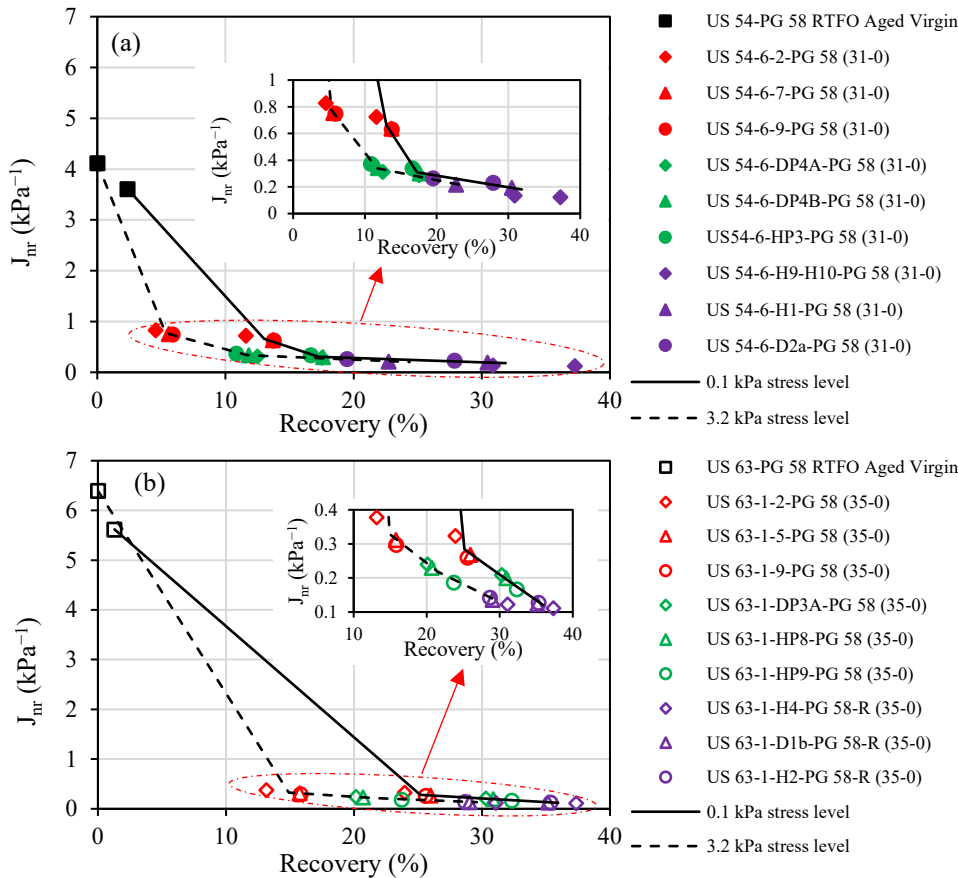 (a)
7
6
5
4
3
2
1
0
J_nr (kPa⁻¹)
0 10 20 30 40
Recovery (%)
1
0.8
0.6
0.4
0.2
0
J_nr (kPa⁻¹)
0 10 20 30 40
Recovery (%)
US 54-PG 58 RTFO Aged Virgin
US 54-6-2-PG 58 (31-0)
US 54-6-7-PG 58 (31-0)
US 54-6-9-PG 58 (31-0)
US 54-6-DP4A-PG 58 (31-0)
US 54-6-DP4B-PG 58 (31-0)
US54-6-HP3-PG 58 (31-0)
US 54-6-H9-H10-PG 58 (31-0)
US 54-6-H1-PG 58 (31-0)
US 54-6-D2a-PG 58 (31-0)
0.1 kPa stress level
3.2 kPa stress level
(b)
7
6
5
4
3
2
1
0
J_nr (kPa⁻¹)
0 10 20 30 40
Recovery (%)
0.4
0.3
0.2
0.1
J_nr (kPa⁻¹)
10 20 30 40
Recovery (%)
US 63-PG 58 RTFO Aged Virgin
US 63-1-2-PG 58 (35-0)
US 63-1-5-PG 58 (35-0)
US 63-1-9-PG 58 (35-0)
US 63-1-DP3A-PG 58 (35-0)
US 63-1-HP8-PG 58 (35-0)
US 63-1-HP9-PG 58 (35-0)
US 63-1-H4-PG 58-R (35-0)
US 63-1-D1b-PG 58-R (35-0)
US 63-1-H2-PG 58-R (35-0)
0.1 kPa stress level
3.2 kPa stress level